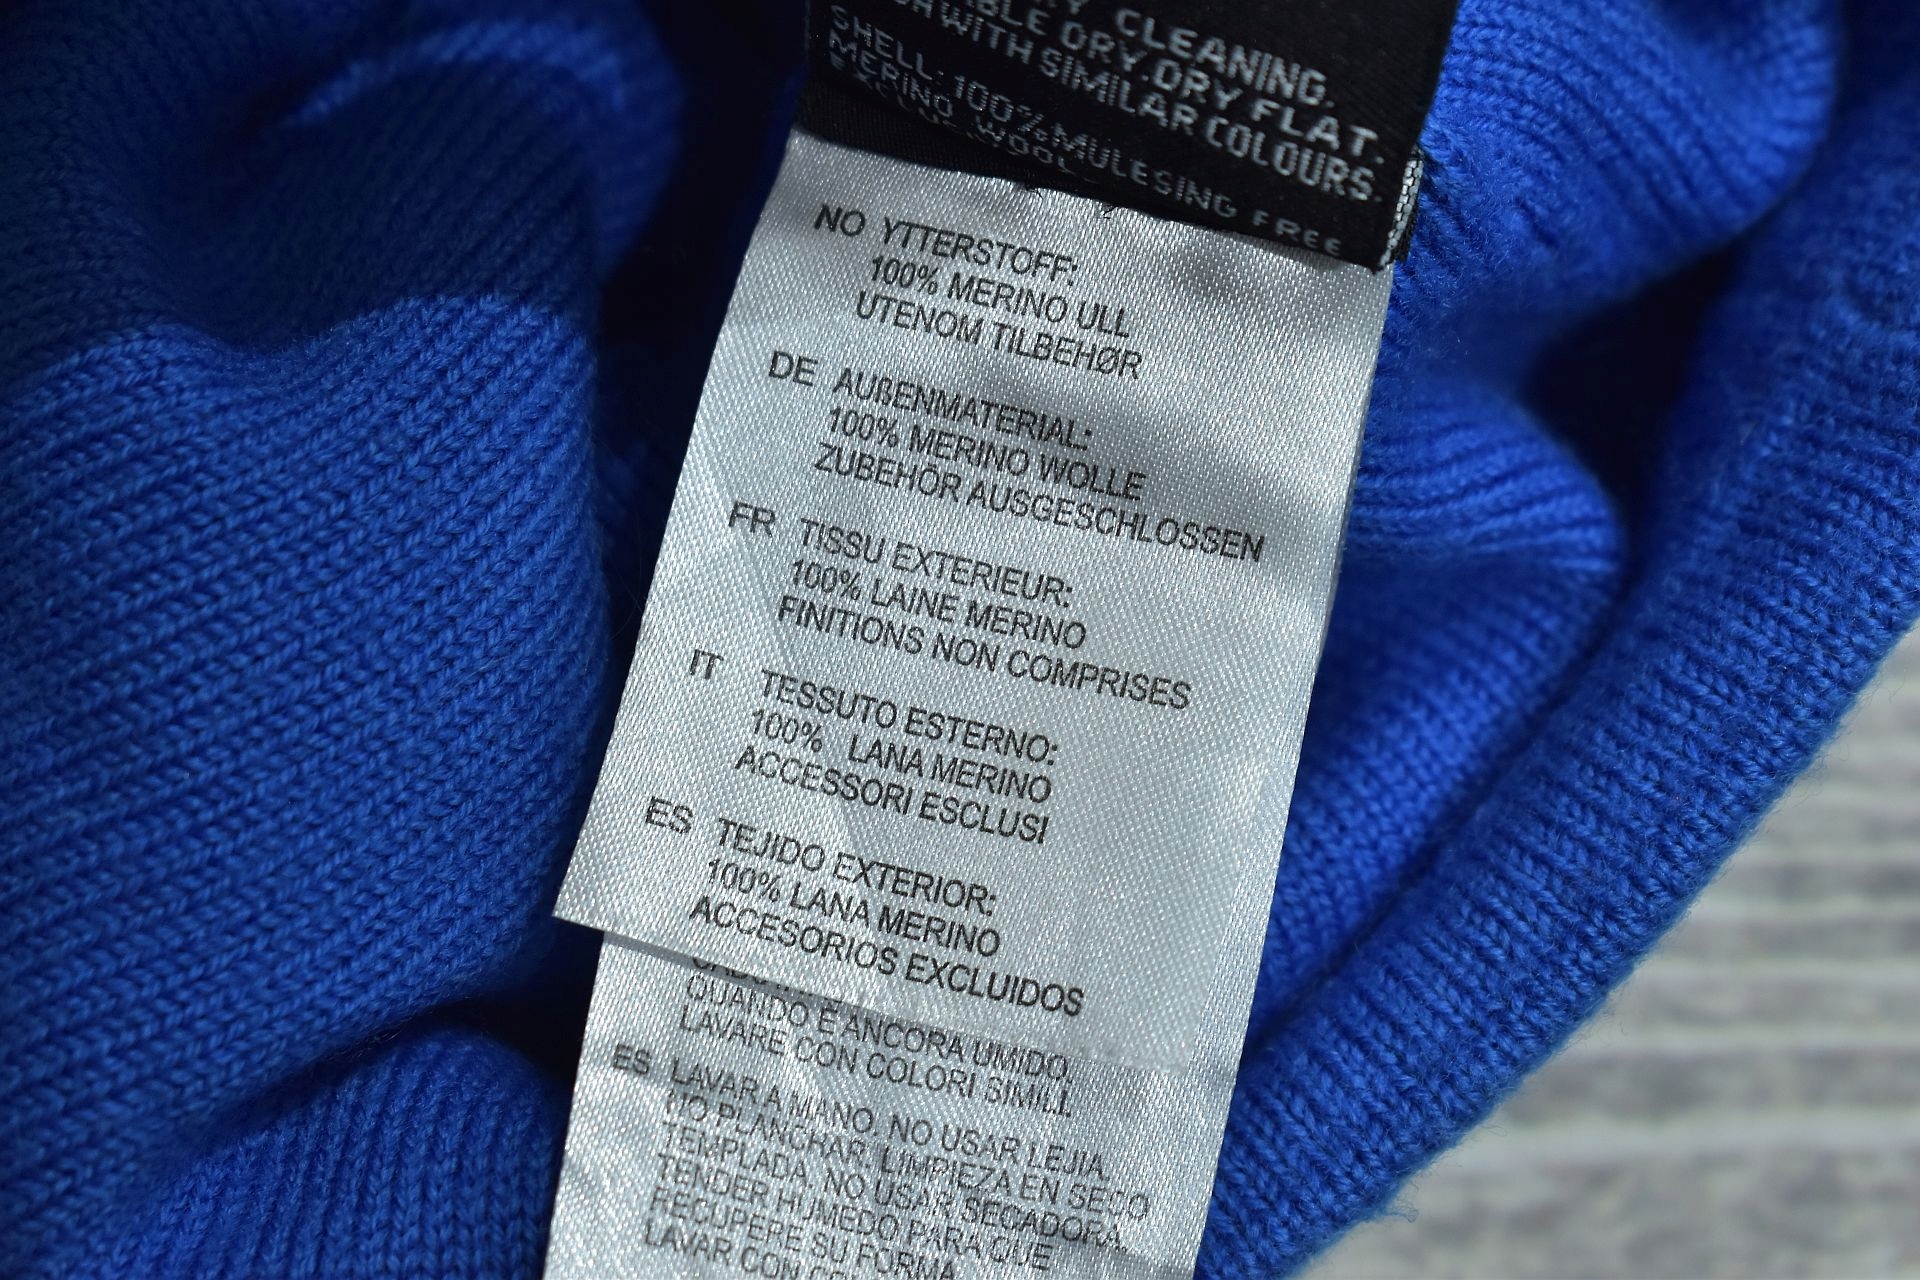 CLEANING.
DRY.DRY FLAT.
WITH SIMILAR COLOURS.
SHELL: 100% MULESING FREE
MERINO WOOL
NO YTTERSTOFF:
100% MERINO ULL
UTENOM TILBEHØR
DE AUßENMATERIAL:
100% MERINO WOLLE
ZUBEHÖR AUSGESCHLOSSEN
FR TISSU EXTERIEUR:
100% LAINE MERINO
FINITIONS NON COMPRISES
IT TESSUTO ESTERNO:
100% LANA MERINO
ACCESSORI ESCLUSI
ES TEJIDO EXTERIOR:
100% LANA MERINO
ACCESORIOS EXCLUIDOS
QUANDO E ANCORA UMIDO,
LAVARE CON COLORI SIMILI.
ES LAVAR A MANO. NO USAR LEJIA.
NO PLANCHAR. LIMPIEZA EN SECO
TEMPLADA. NO USAR SECADORA.
TENDER HUMEDO PARA QUE
RECUPERE SU FORMA
LAVAR CON